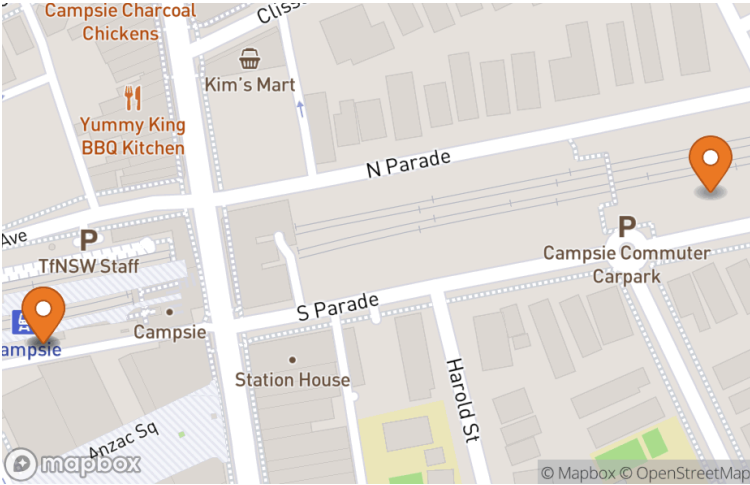 Campsie Charcoal
Chickens
Kim's Mart
Yummy King
BBQ Kitchen
N Parade
P
P
Ave
TfNSW Staff
Campsie Commuter
Carpark
S Parade
Campsie
ampsie
Station House
Harold St
Anzac Sq
mapbox
© Mapbox © OpenStreetMap